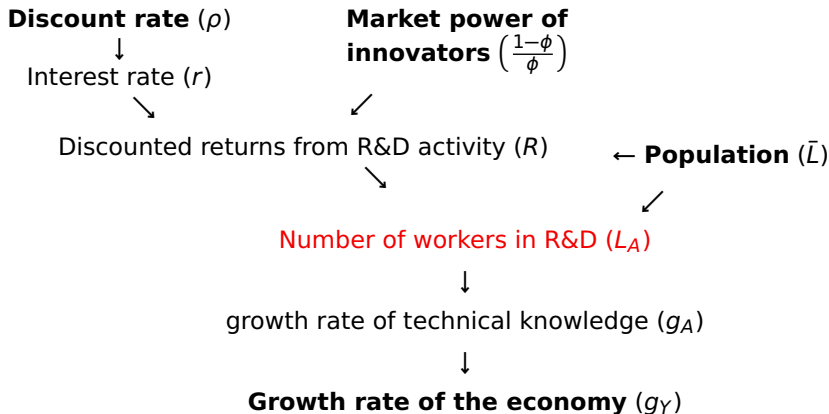 Discount rate (ρ)
Market power of
innovators ((1−ϕ)/ϕ)
↓
Interest rate (r)
↘ ↙
Discounted returns from R&D activity (R)
← Population (L̄)
↘ ↙
Number of workers in R&D (L_A)
↓
growth rate of technical knowledge (g_A)
↓
Growth rate of the economy (g_Y)